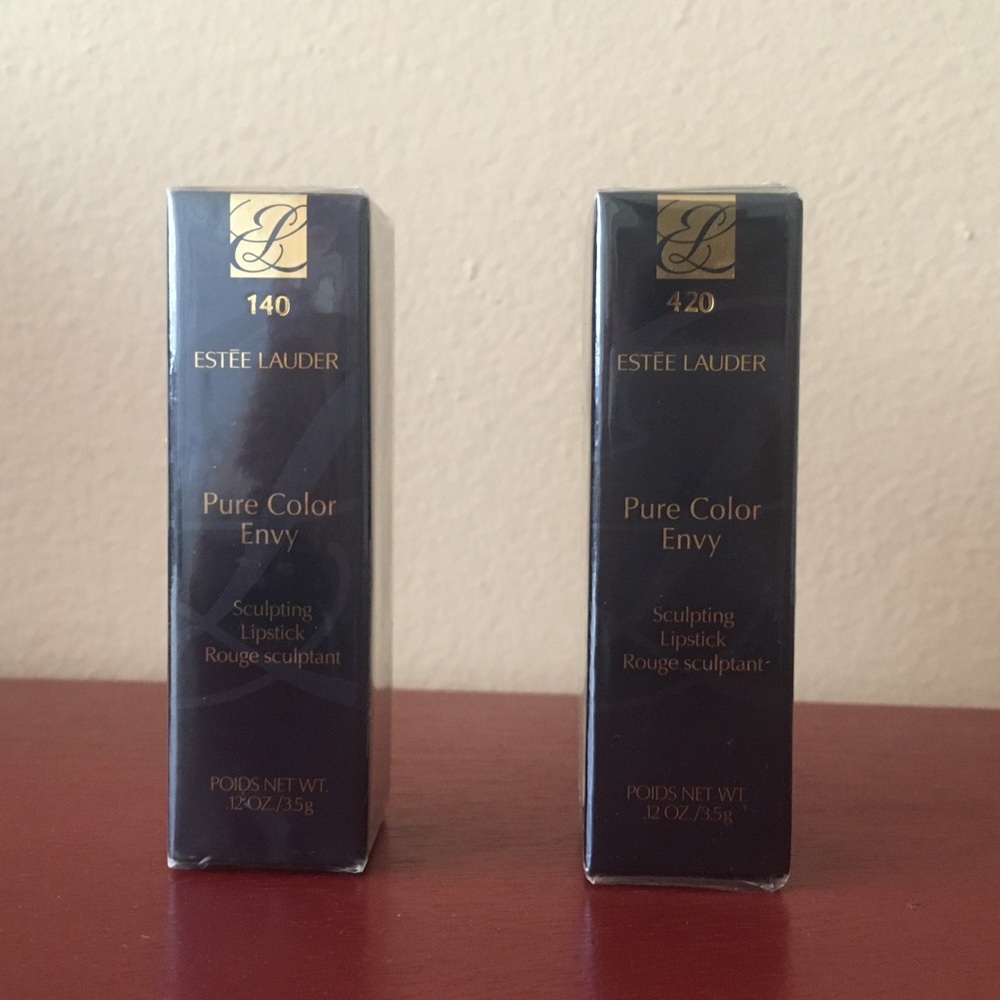 140
ESTĒE LAUDER
Pure Color
Envy
Sculpting
Lipstick
Rouge sculptant
POIDS NET WT.
.12 OZ./3.5g
420
ESTĒE LAUDER
Pure Color
Envy
Sculpting
Lipstick
Rouge sculptant
POIDS NET WT.
.12 OZ./3.5g